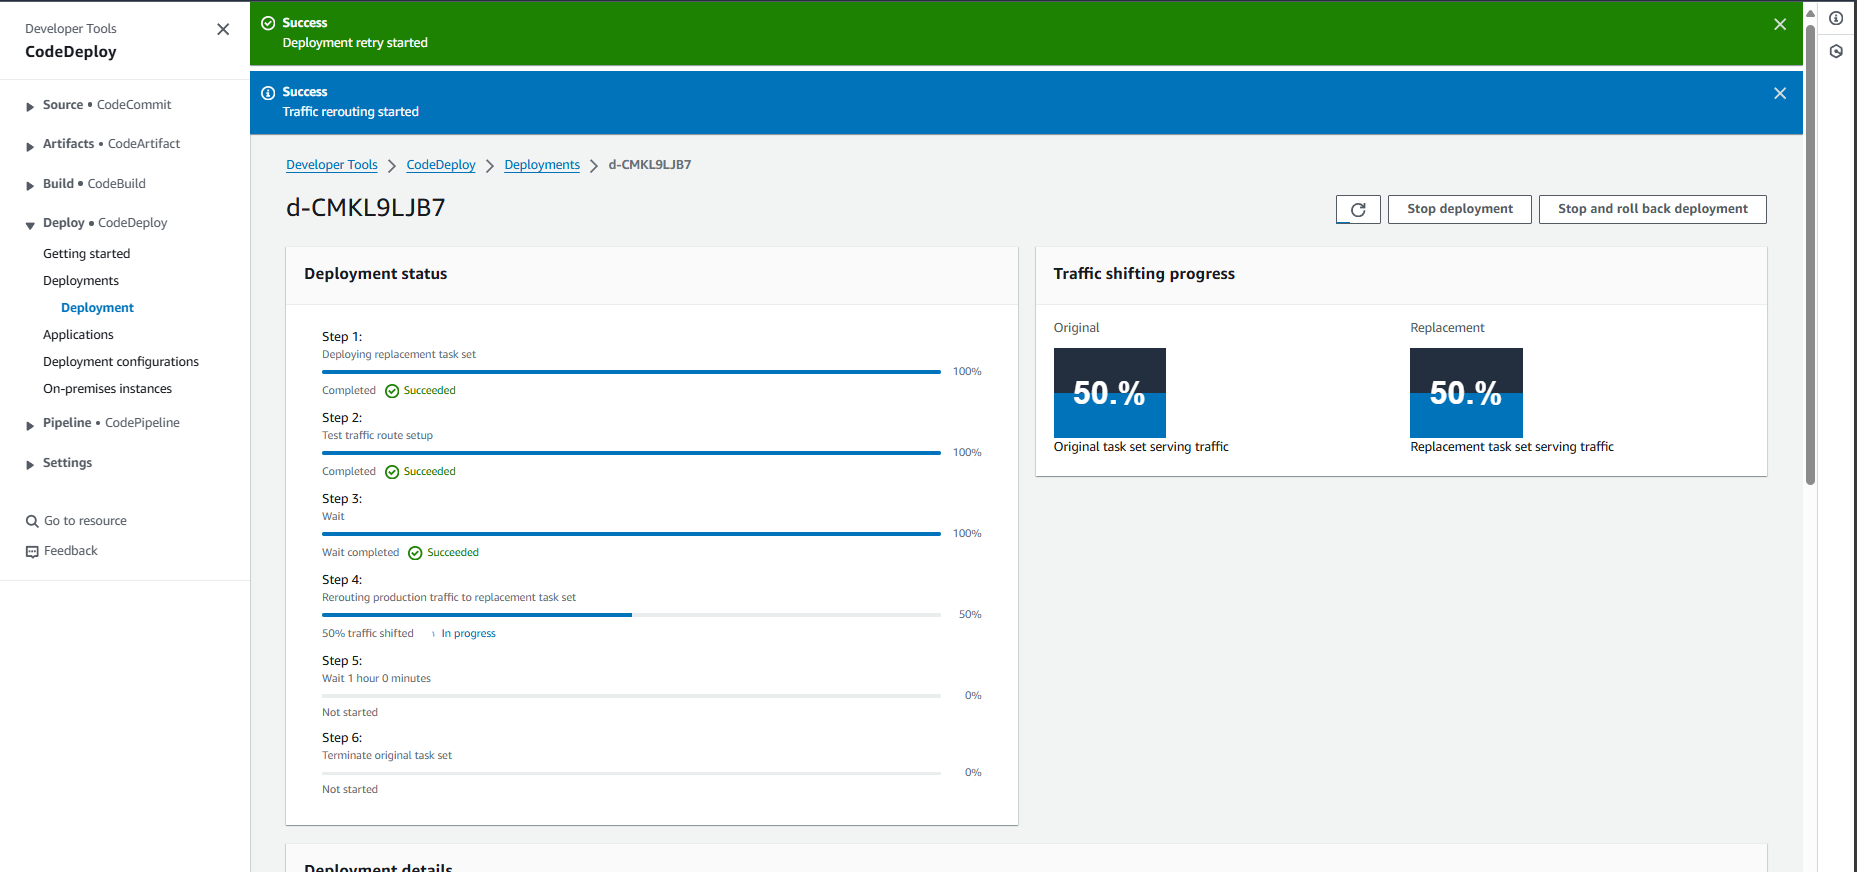 Developer Tools
CodeDeploy
Source • CodeCommit
Artifacts • CodeArtifact
Build • CodeBuild
Deploy • CodeDeploy
Getting started
Deployments
Deployment
Applications
Deployment configurations
On-premises instances
Pipeline • CodePipeline
Settings
Go to resource
Feedback
Success
Deployment retry started
Success
Traffic rerouting started
Developer Tools > CodeDeploy > Deployments > d-CMKL9LJB7
d-CMKL9LJB7
Stop deployment
Stop and roll back deployment
Deployment status
Step 1:
Deploying replacement task set
100%
Completed Succeeded
Step 2:
Test traffic route setup
100%
Completed Succeeded
Step 3:
Wait
100%
Wait completed Succeeded
Step 4:
Rerouting production traffic to replacement task set
50%
50% traffic shifted In progress
Step 5:
Wait 1 hour 0 minutes
0%
Not started
Step 6:
Terminate original task set
0%
Not started
Traffic shifting progress
Original
50.%
Original task set serving traffic
Replacement
50.%
Replacement task set serving traffic
Deployment details